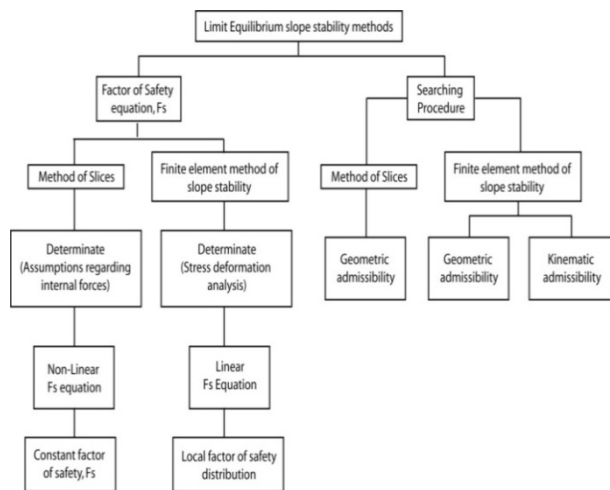 Limit Equilibrium slope stability methods
Factor of Safety
equation, Fs
Searching
Procedure
Method of Slices
Finite element method of
slope stability
Method of Slices
Finite element method of
slope stability
Determinate
(Assumptions regarding
internal forces)
Determinate
(Stress deformation
analysis)
Geometric
admissibility
Geometric
admissibility
Kinematic
admissibility
Non-Linear
Fs equation
Linear
Fs Equation
Constant factor
of safety, Fs
Local factor of safety
distribution